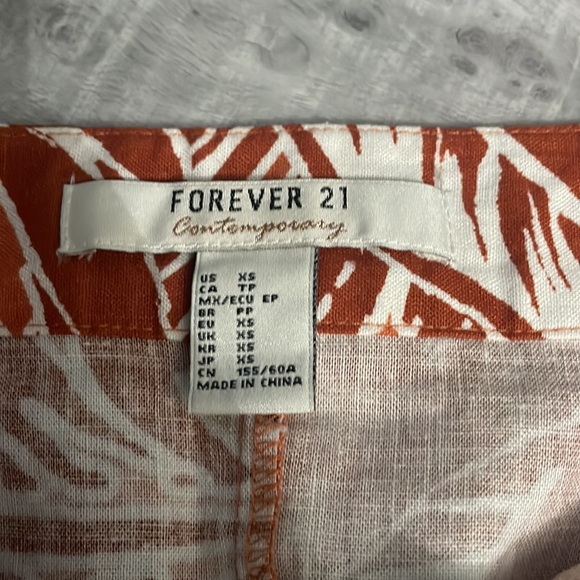 FOREVER 21
Contemporary
US XS
CA TP
MX/ECU EP
BR PP
EU XS
UK XS
KR XS
JP XS
CN 155/60A
MADE IN CHINA